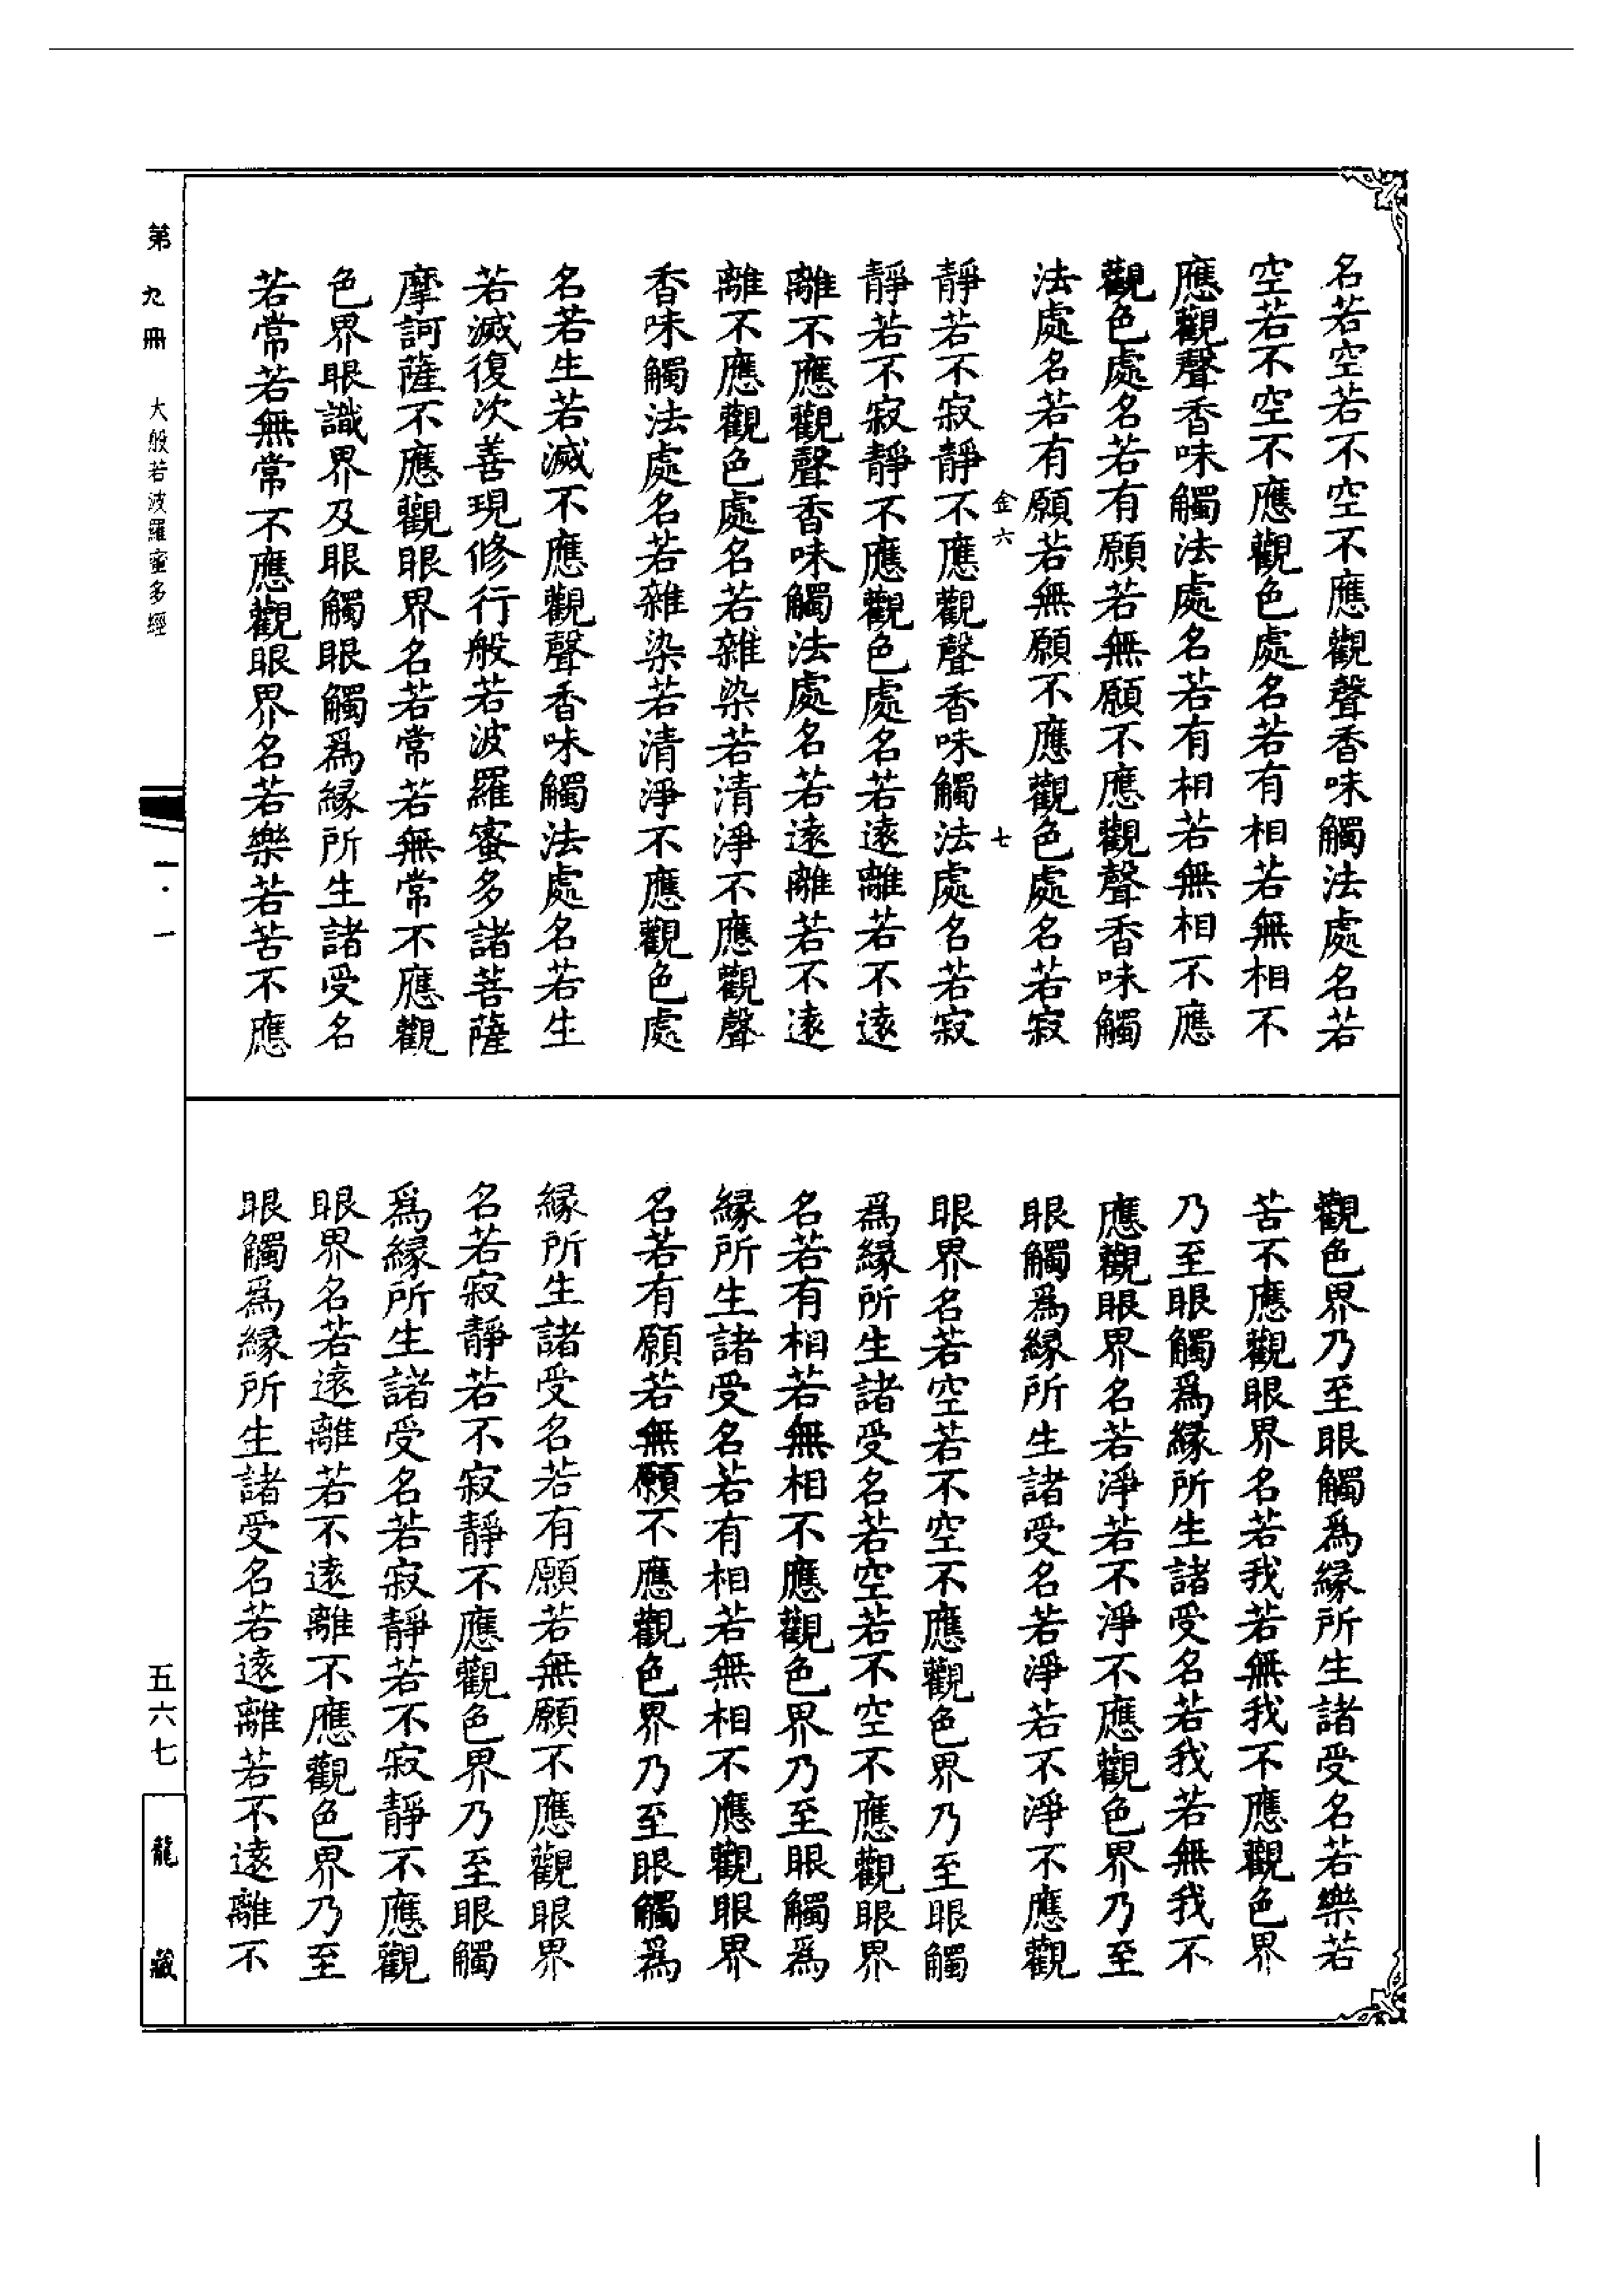 名若空若不空不應觀聲香味觸法處名若
空若不空不應觀色處名若有相若無相不
應觀聲香味觸法處名若有相若無相不應
觀色處名若有願若無願不應觀聲香味觸
法處名若有願若無願不應觀色處名若寂
金六 七
靜若不寂靜不應觀聲香味觸法處名若寂
靜若不寂靜不應觀色處名若遠離若不遠
離不應觀聲香味觸法處名若遠離若不遠
離不應觀色處名若雜染若清淨不應觀聲
香味觸法處名若雜染若清淨不應觀色處
名若生若滅不應觀聲香味觸法處名若生
若滅復次善現修行般若波羅蜜多諸菩薩
摩訶薩不應觀眼界名若常若無常不應觀
色界眼識界及眼觸眼觸爲緣所生諸受名
若常若無常不應觀眼界名若樂若苦不應
觀色界乃至眼觸爲緣所生諸受名若樂若
苦不應觀眼界名若我若無我不應觀色界
乃至眼觸爲緣所生諸受名若我若無我不
應觀眼界名若淨若不淨不應觀色界乃至
眼觸爲緣所生諸受名若淨若不淨不應觀
眼界名若空若不空不應觀色界乃至眼觸
爲緣所生諸受名若空若不空不應觀眼界
名若有相若無相不應觀色界乃至眼觸爲
緣所生諸受名若有相若無相不應觀眼界
名若有願若無願不應觀色界乃至眼觸爲
緣所生諸受名若有願若無願不應觀眼界
名若寂靜若不寂靜不應觀色界乃至眼觸
爲緣所生諸受名若寂靜若不寂靜不應觀
眼界名若遠離若不遠離不應觀色界乃至
眼觸爲緣所生諸受名若遠離若不遠離不
第九冊 大般若波羅蜜多經 一·一 五六七 龍藏